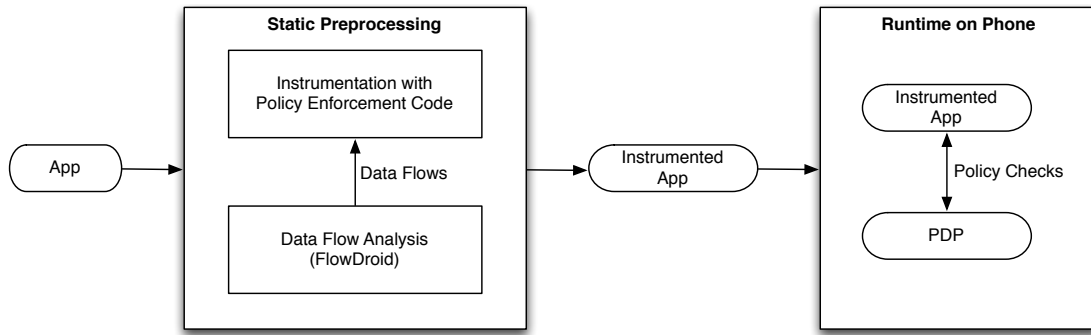 App
Static Preprocessing
Instrumentation with
Policy Enforcement Code
Data Flows
Data Flow Analysis
(FlowDroid)
Instrumented
App
Runtime on Phone
Instrumented
App
Policy Checks
PDP